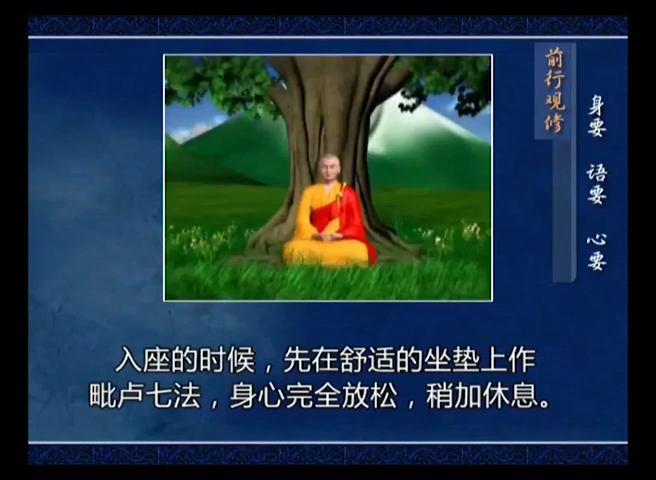 前行观修
身要 语要 心要
入座的时候，先在舒适的坐垫上作
毗卢七法，身心完全放松，稍加休息。